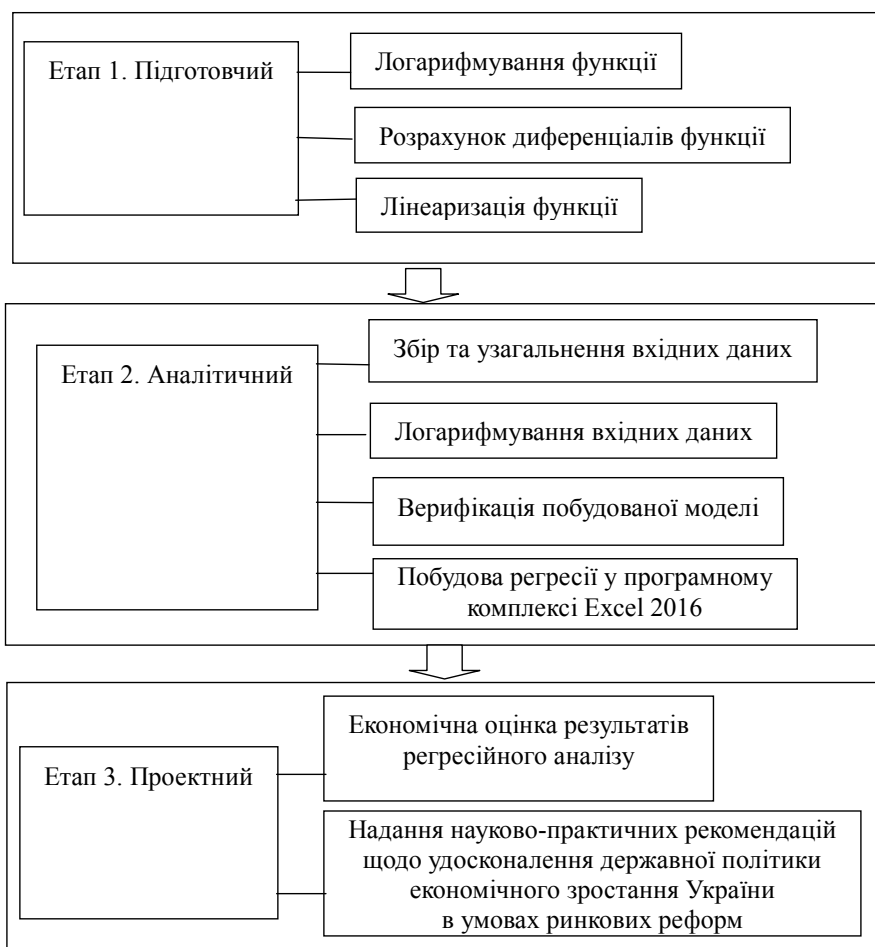 Етап 1. Підготовчий
Логарифмування функції
Розрахунок диференціалів функції
Лінеаризація функції
Етап 2. Аналітичний
Збір та узагальнення вхідних даних
Логарифмування вхідних даних
Верифікація побудованої моделі
Побудова регресії у програмному
комплексі Excel 2016
Етап 3. Проектний
Економічна оцінка результатів
регресійного аналізу
Надання науково-практичних рекомендацій
щодо удосконалення державної політики
економічного зростання України
в умовах ринкових реформ